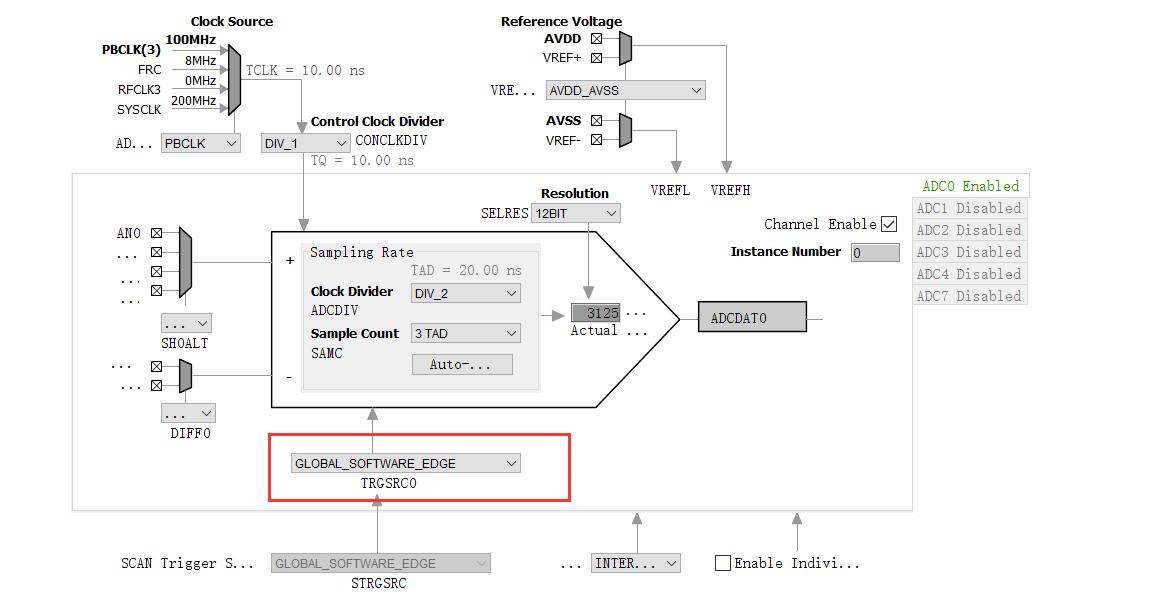 Clock Source
Reference Voltage
100MHz
PBCLK(3)
8MHz
FRC
0MHz
RFCLK3
200MHz
SYSCLK
TCLK = 10.00 ns
AVDD
VREF+
VRE...
AVDD_AVSS
AVSS
VREF-
Control Clock Divider
AD...
PBCLK
DIV_1
CONCLKDIV
TQ = 10.00 ns
VREFL
VREFH
Resolution
SELRES
12BIT
ADC0 Enabled
ADC1 Disabled
ADC2 Disabled
ADC3 Disabled
ADC4 Disabled
ADC7 Disabled
Channel Enable
Instance Number
0
AN0
...
...
...
+
Sampling Rate
TAD = 20.00 ns
Clock Divider
DIV_2
ADCDIV
Sample Count
3 TAD
SAMC
Auto-...
3125
...
Actual ...
ADCDAT0
...
SH0ALT
...
...
-
...
DIFF0
GLOBAL_SOFTWARE_EDGE
TRGSRC0
SCAN Trigger S...
GLOBAL_SOFTWARE_EDGE
STRGSRC
...
INTER...
Enable Indivi...